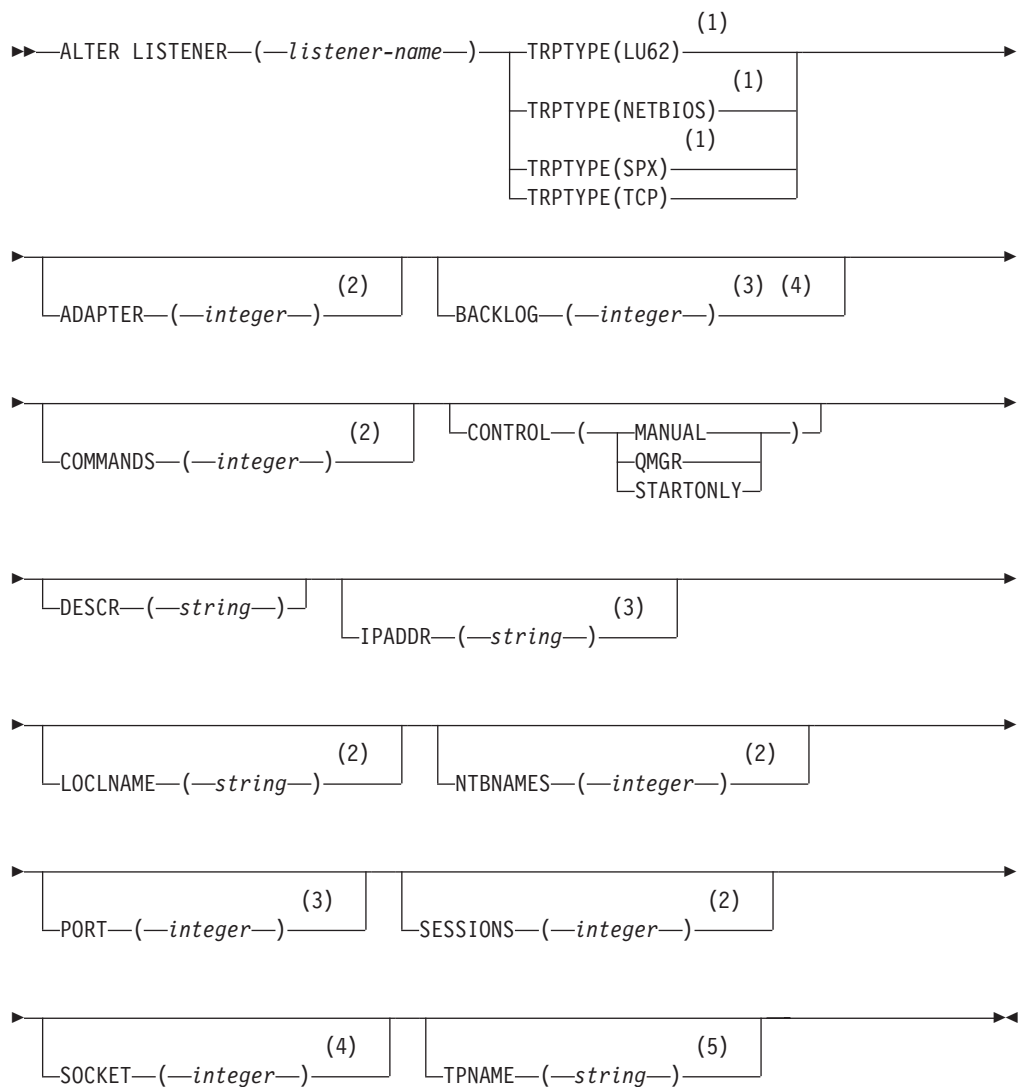 (1)
ALTER LISTENER ( listener-name ) TRPTYPE(LU62)
(1)
TRPTYPE(NETBIOS)
(1)
TRPTYPE(SPX)
TRPTYPE(TCP)
(2) (3) (4)
ADAPTER ( integer ) BACKLOG ( integer )
(2) CONTROL ( MANUAL )
COMMANDS ( integer ) QMGR
STARTONLY
DESCR ( string ) (3)
IPADDR ( string )
(2) (2)
LOCLNAME ( string ) NTBNAMES ( integer )
(3) (2)
PORT ( integer ) SESSIONS ( integer )
(4) (5)
SOCKET ( integer ) TPNAME ( string )